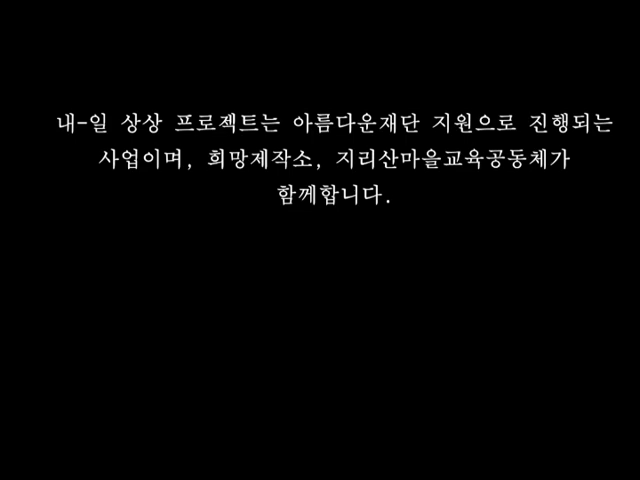 내-일 상상 프로젝트는 아름다운재단 지원으로 진행되는
사업이며, 희망제작소, 지리산마을교육공동체가
함께합니다.